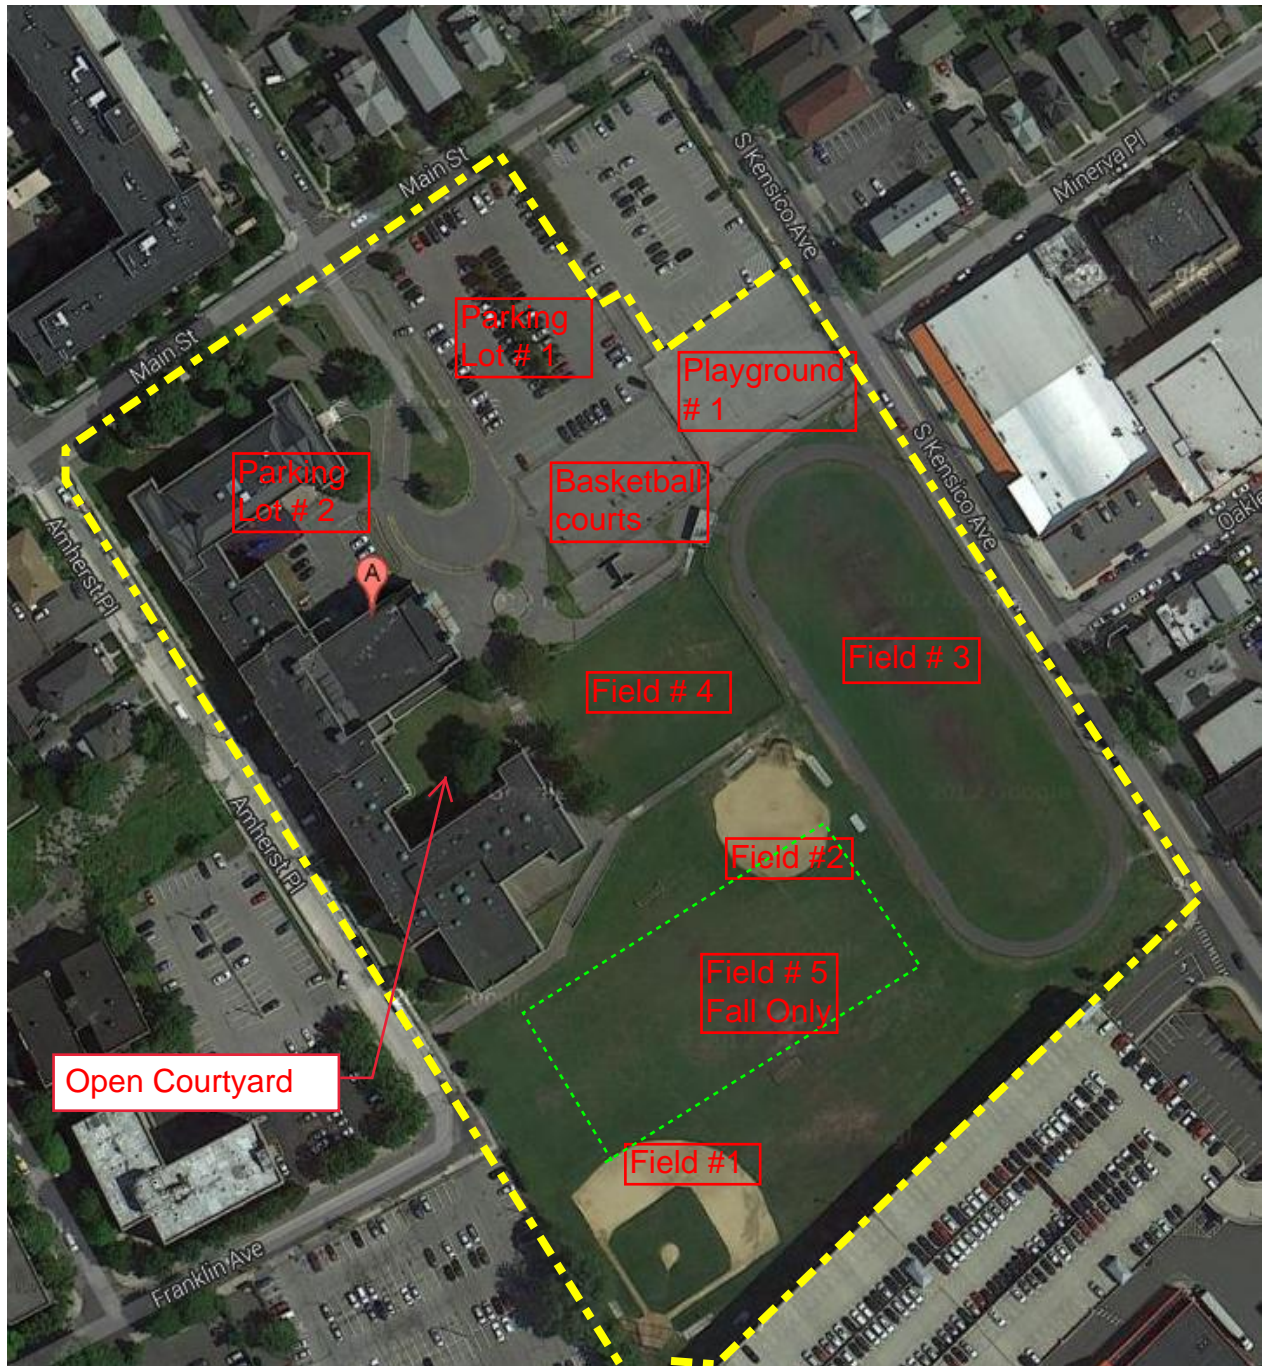 Main St
S Kensico Ave
Minerva Pl
Parking
Lot # 1
Main St
Playground
# 1
S Kensico Ave
Parking
Lot # 2
Basketball
courts
Amherst Pl
A
Field # 3
Field # 4
Amherst Pl
Field #2
Field # 5
Fall Only
Open Courtyard
Field #1
Franklin Ave